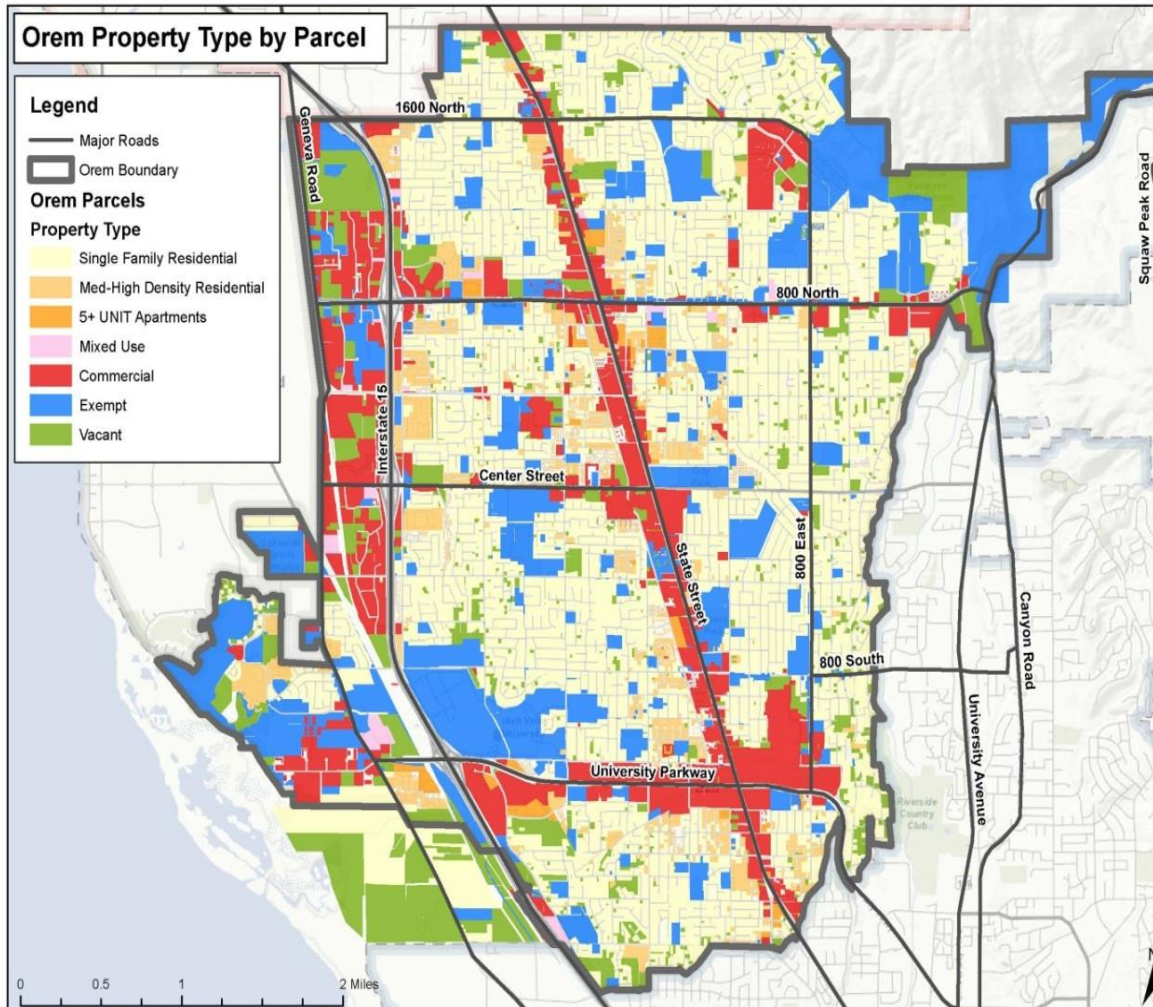 Orem Property Type by Parcel
Legend
Major Roads
Orem Boundary
Orem Parcels
Property Type
Single Family Residential
Med-High Density Residential
5+ UNIT Apartments
Mixed Use
Commercial
Exempt
Vacant
1600 North
Geneva Road
Squaw Peak Road
800 North
Interstate 15
Center Street
State Street
800 East
Canyon Road
800 South
University Avenue
University Parkway
Riverside
Country
Club
0
0.5
1
2 Miles
N